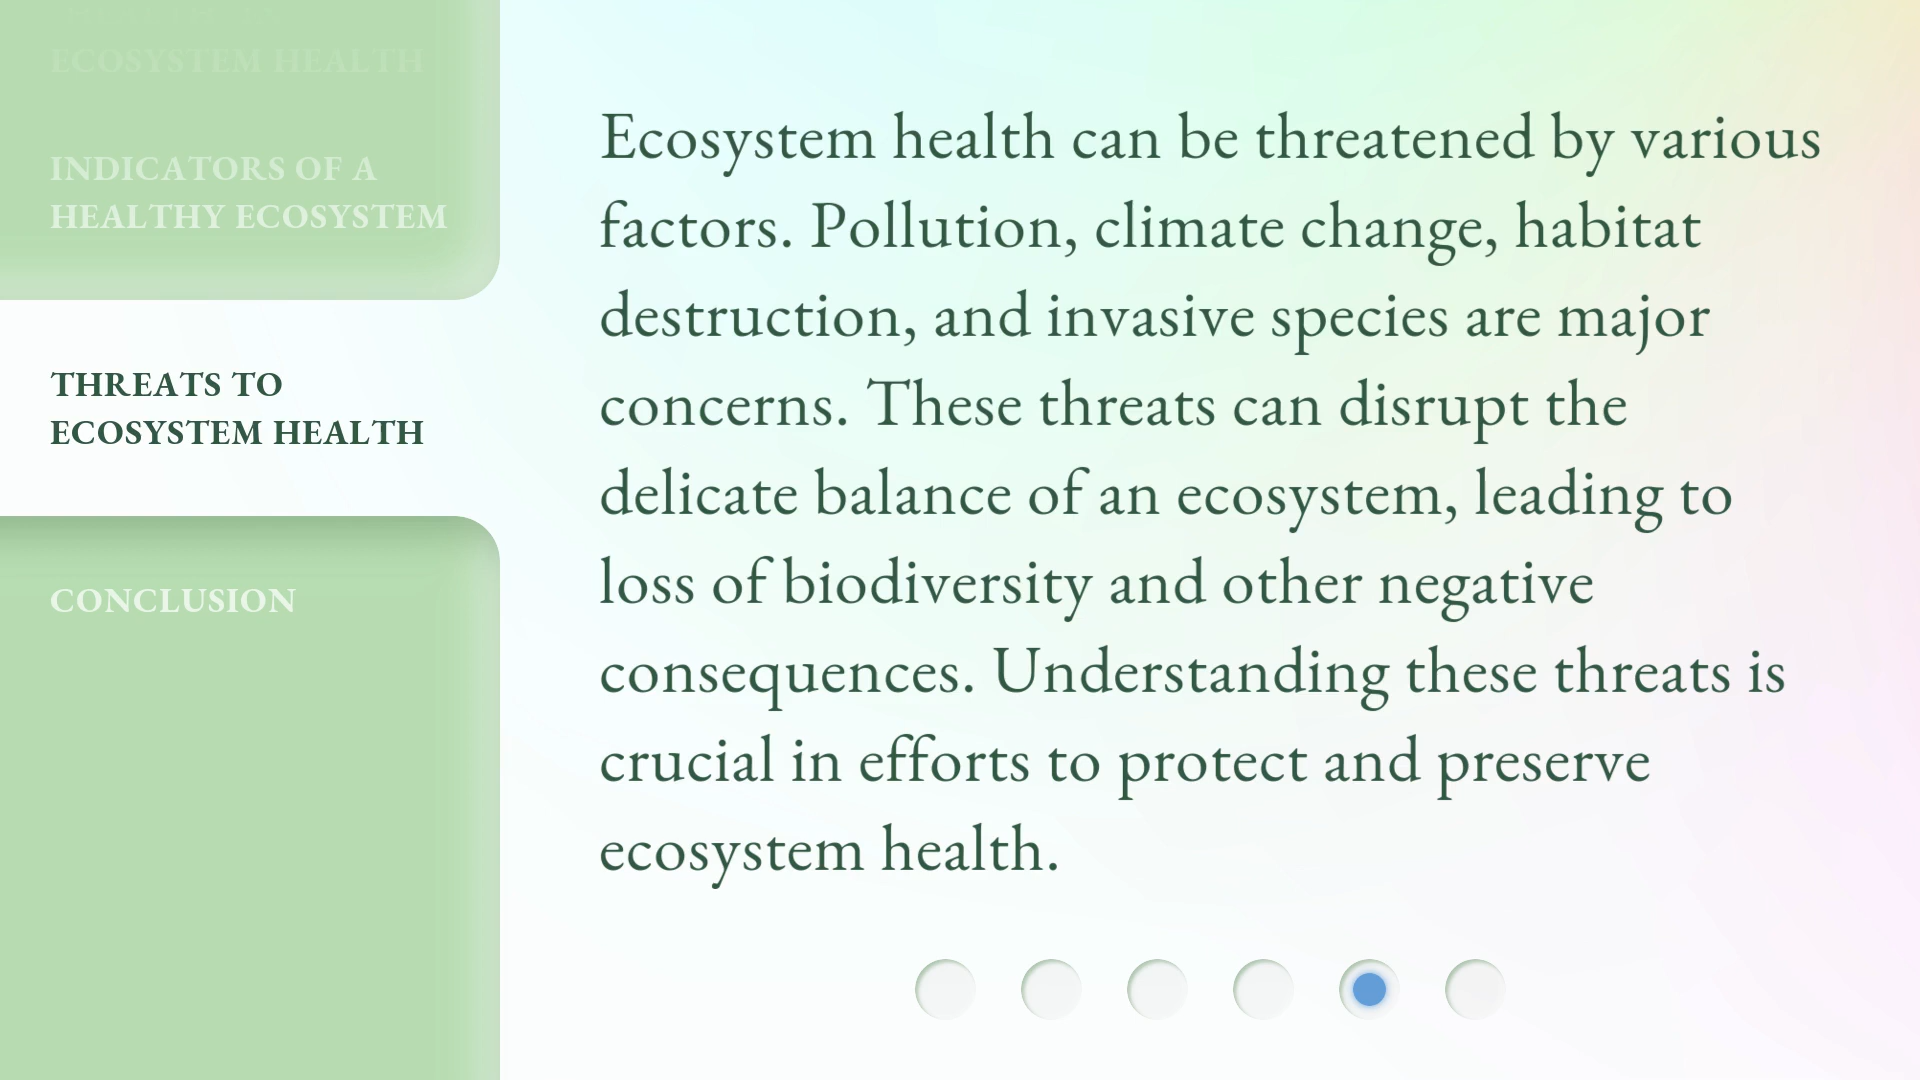 ECOSYSTEM HEALTH
INDICATORS OF A
HEALTHY ECOSYSTEM
THREATS TO
ECOSYSTEM HEALTH
CONCLUSION
Ecosystem health can be threatened by various
factors. Pollution, climate change, habitat
destruction, and invasive species are major
concerns. These threats can disrupt the
delicate balance of an ecosystem, leading to
loss of biodiversity and other negative
consequences. Understanding these threats is
crucial in efforts to protect and preserve
ecosystem health.